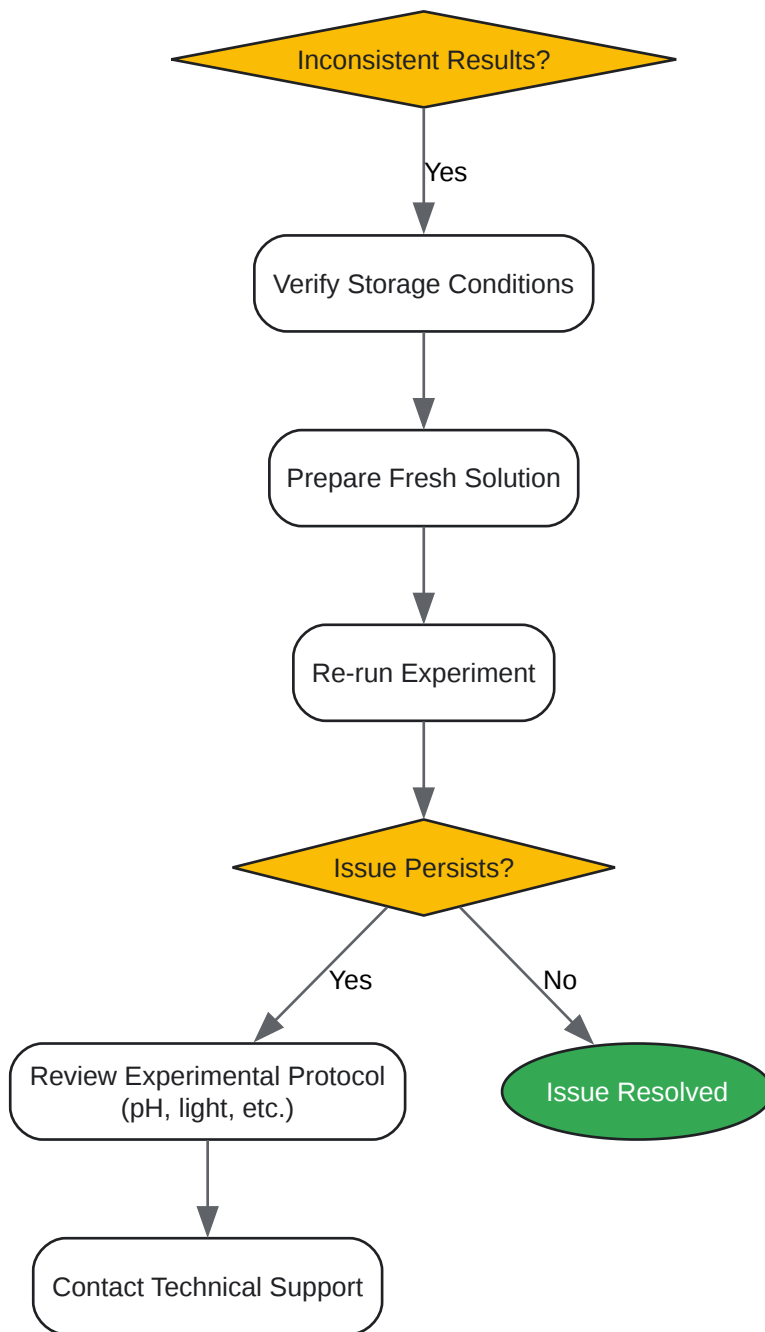 Inconsistent Results?
Yes
Verify Storage Conditions
Prepare Fresh Solution
Re-run Experiment
Issue Persists?
Yes
No
Review Experimental Protocol
(pH, light, etc.)
Issue Resolved
Contact Technical Support